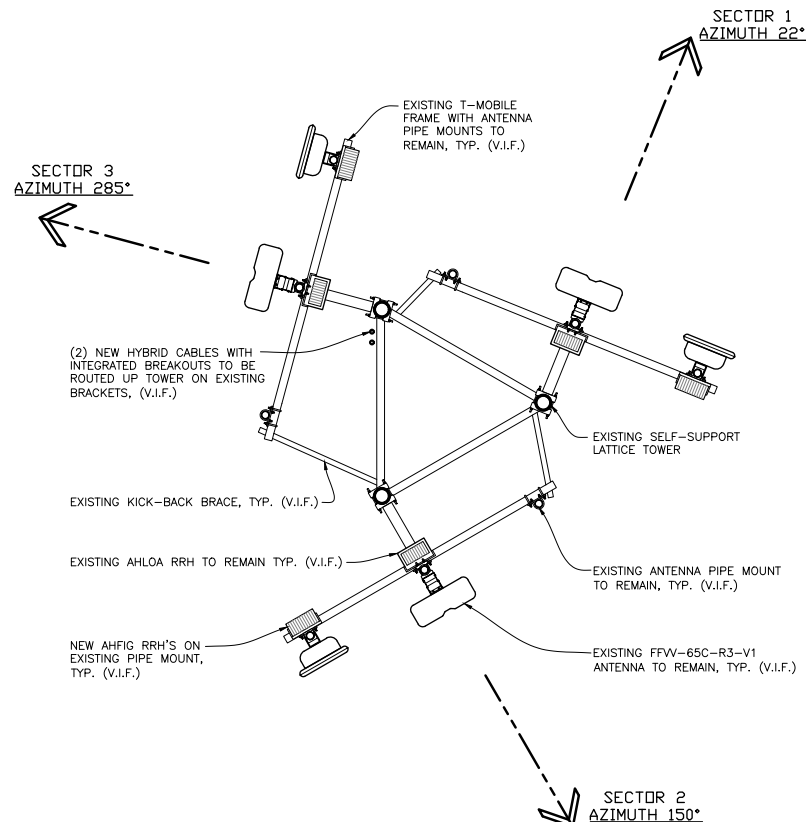 SECTOR 1
AZIMUTH 22°
EXISTING T-MOBILE
FRAME WITH ANTENNA
PIPE MOUNTS TO
REMAIN, TYP. (V.I.F.)
SECTOR 3
AZIMUTH 285°
(2) NEW HYBRID CABLES WITH
INTEGRATED BREAKOUTS TO BE
ROUTED UP TOWER ON EXISTING
BRACKETS, (V.I.F.)
EXISTING SELF-SUPPORT
LATTICE TOWER
EXISTING KICK-BACK BRACE, TYP. (V.I.F.)
EXISTING AHLOA RRH TO REMAIN TYP. (V.I.F.)
EXISTING ANTENNA PIPE MOUNT
TO REMAIN, TYP. (V.I.F.)
NEW AHFIG RRH'S ON
EXISTING PIPE MOUNT,
TYP. (V.I.F.)
EXISTING FFVV-65C-R3-V1
ANTENNA TO REMAIN, TYP. (V.I.F.)
SECTOR 2
AZIMUTH 150°